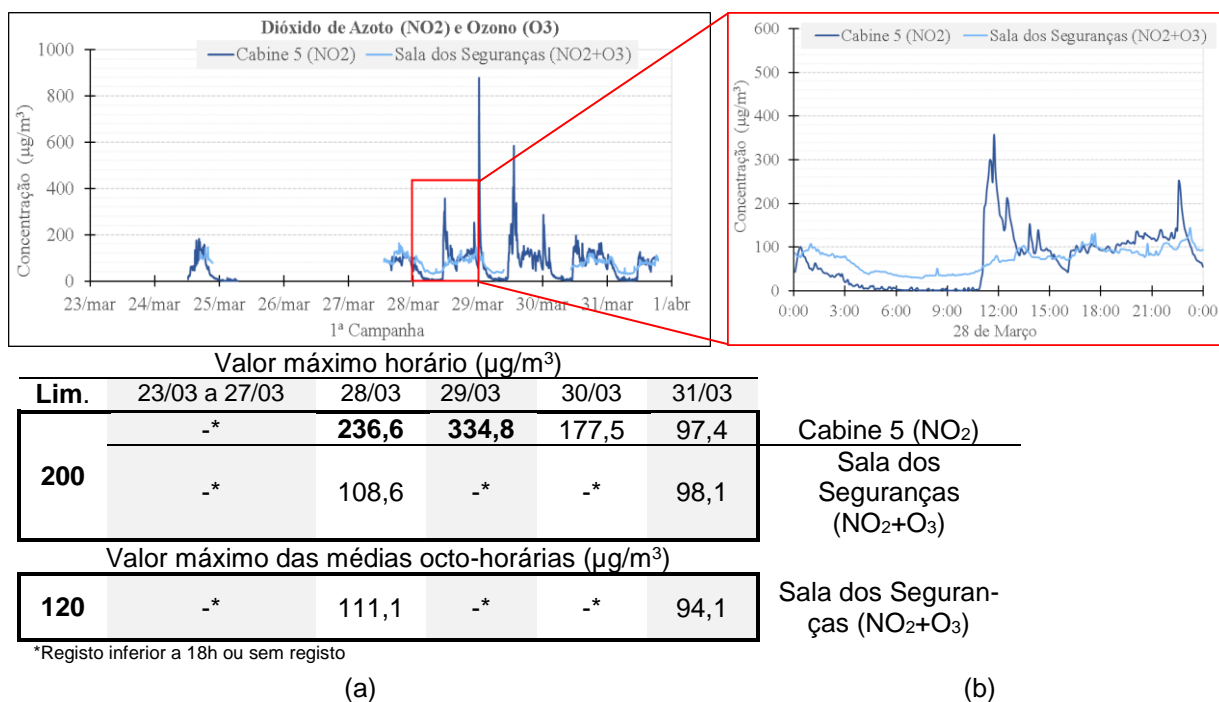 Dióxido de Azoto (NO2) e Ozono (O3)
Cabine 5 (NO2) Sala dos Seguranças (NO2+O3)
Concentração (µg/m³)
1000
800
600
400
200
0
23/mar 24/mar 25/mar 26/mar 27/mar 28/mar 29/mar 30/mar 31/mar 1/abr
1ª Campanha
Cabine 5 (NO2) Sala dos Seguranças (NO2+O3)
Concentração (µg/m³)
600
500
400
300
200
100
0
0:00 3:00 6:00 9:00 12:00 15:00 18:00 21:00 0:00
28 de Março
Valor máximo horário (µg/m³)
Lim. 23/03 a 27/03 28/03 29/03 30/03 31/03
200
-* 236,6 334,8 177,5 97,4 Cabine 5 (NO₂)
-* 108,6 -* -* 98,1 Sala dos
Seguranças
(NO₂+O₃)
Valor máximo das médias octo-horárias (µg/m³)
120 -* 111,1 -* -* 94,1 Sala dos Seguran-
ças (NO₂+O₃)
*Registo inferior a 18h ou sem registo
(a) (b)